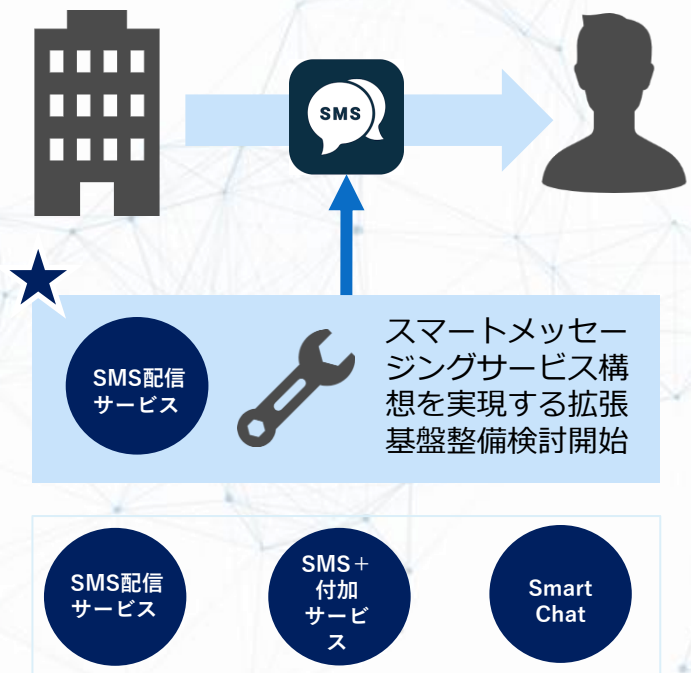 SMS
SMS配信
サービス
スマートメッセー
ジングサービス構
想を実現する拡張
基盤整備検討開始
SMS配信
サービス
SMS＋
付加
サービ
ス
Smart
Chat